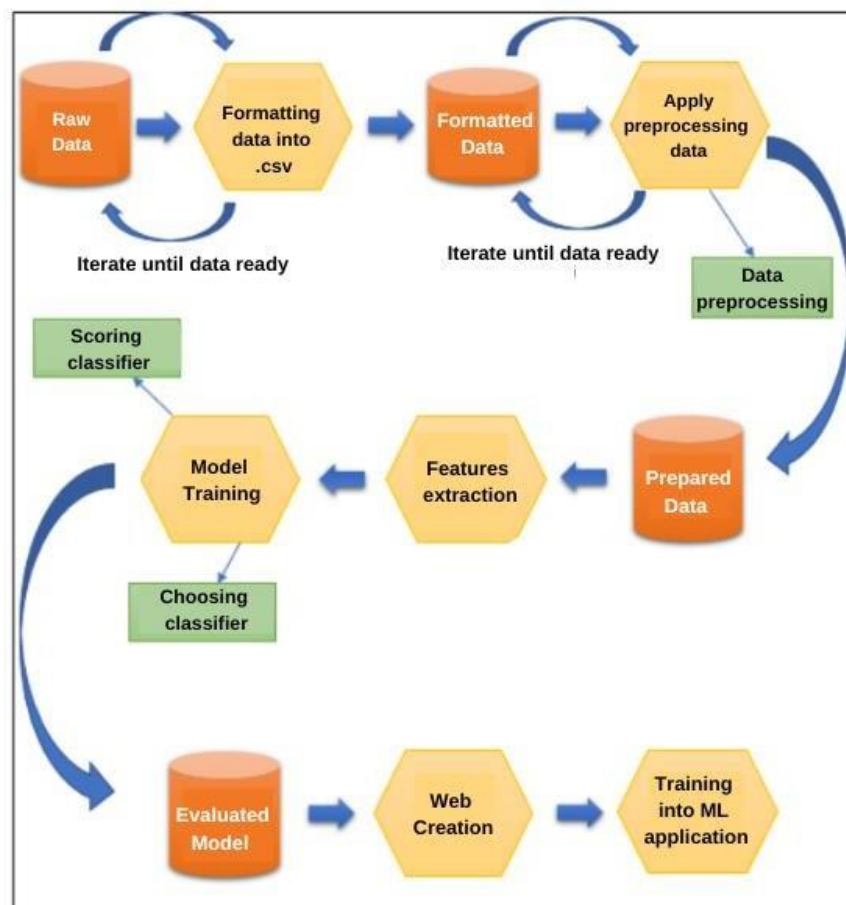 Raw
Data
Formatting
data into
.csv
Formatted
Data
Apply
preprocessing
data
Iterate until data ready
Iterate until data ready
Data
preprocessing
Scoring
classifier
Model
Training
Features
extraction
Prepared
Data
Choosing
classifier
Evaluated
Model
Web
Creation
Training
into ML
application